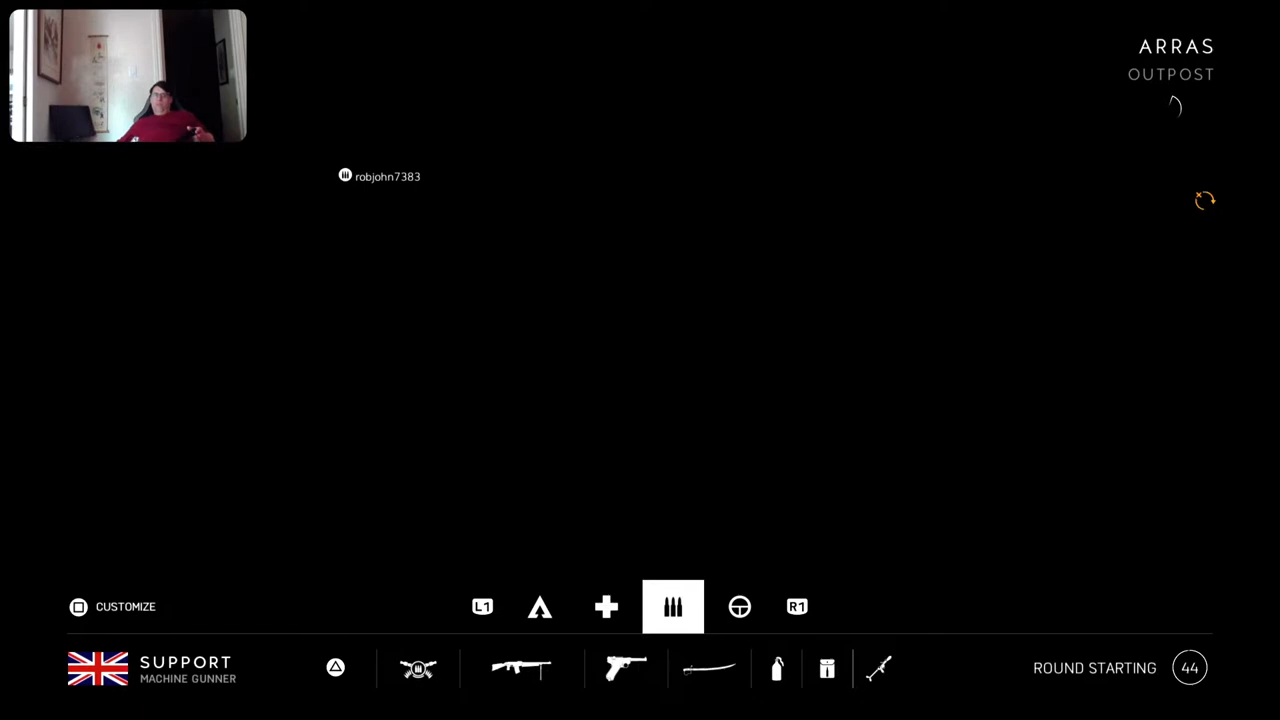 ARRAS
OUTPOST
robjohn7383
CUSTOMIZE
L1
R1
SUPPORT
MACHINE GUNNER
ROUND STARTING 44